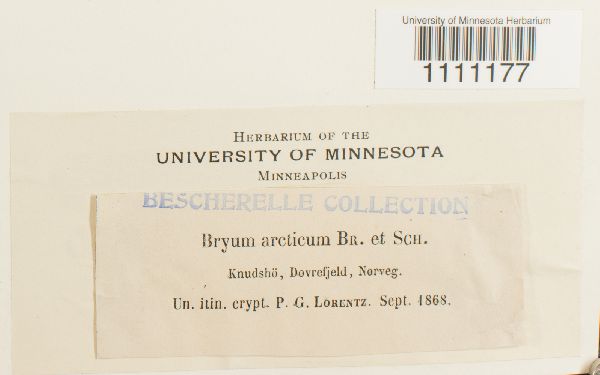 University of Minnesota Herbarium
1111177
HERBARIUM OF THE
UNIVERSITY OF MINNESOTA
MINNEAPOLIS
BESCHERELLE COLLECTION
Bryum arcticum BR. et SCH.
Knudshö, Dovrefjeld, Norveg.
Un. itin. crypt. P. G. LORENTZ. Sept. 1868.